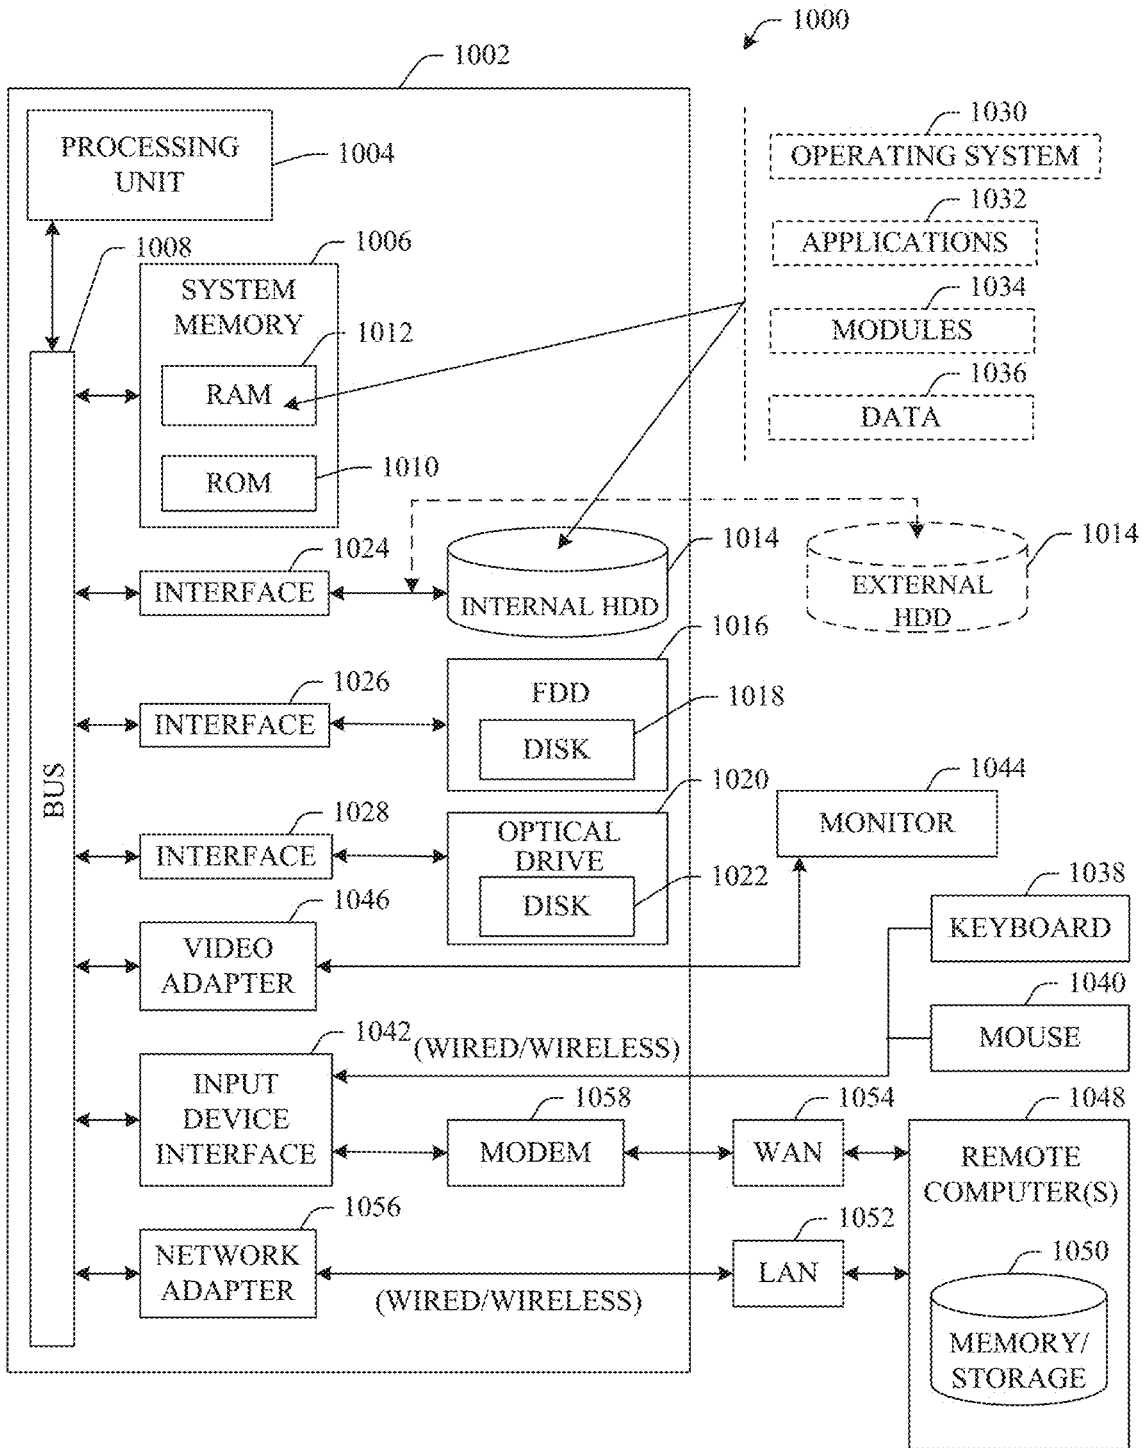 1000
1002
PROCESSING
UNIT
1004
1030
OPERATING SYSTEM
1032
APPLICATIONS
1034
MODULES
1036
DATA
1008
1006
SYSTEM
MEMORY
1012
RAM
1010
ROM
1024
INTERFACE
1014
INTERNAL HDD
1014
EXTERNAL
HDD
1026
INTERFACE
1016
FDD
1018
DISK
BUS
1028
INTERFACE
1020
OPTICAL
DRIVE
1022
DISK
1044
MONITOR
1046
VIDEO
ADAPTER
1038
KEYBOARD
1040
MOUSE
1042
(WIRED/WIRELESS)
INPUT
DEVICE
INTERFACE
1058
MODEM
1054
WAN
1048
REMOTE
COMPUTER(S)
1056
NETWORK
ADAPTER
(WIRED/WIRELESS)
1052
LAN
1050
MEMORY/
STORAGE